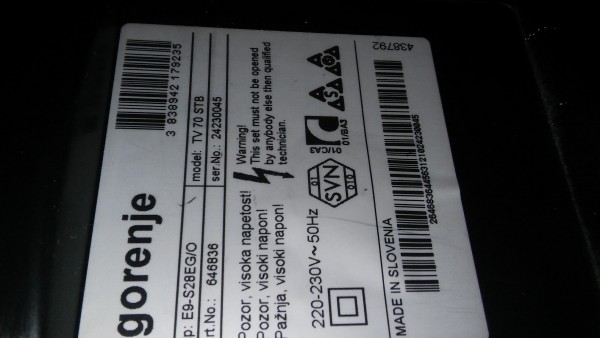 gorenje
3 838942 179235
p: E9-S28EG/O
model: TV 70 STB
rt.No.: 646836
ser.No.: 24230045
Pozor, visoka napetost!
Pozor, visoki napon!
Pažnja, visoki napon!
Warning!
This set must not be opened
by anybody else then qualified
technician.
220-230V~50Hz
SVN
010
01/CA3
01/BA3
A
S
A
MADE IN SLOVENIA
438792